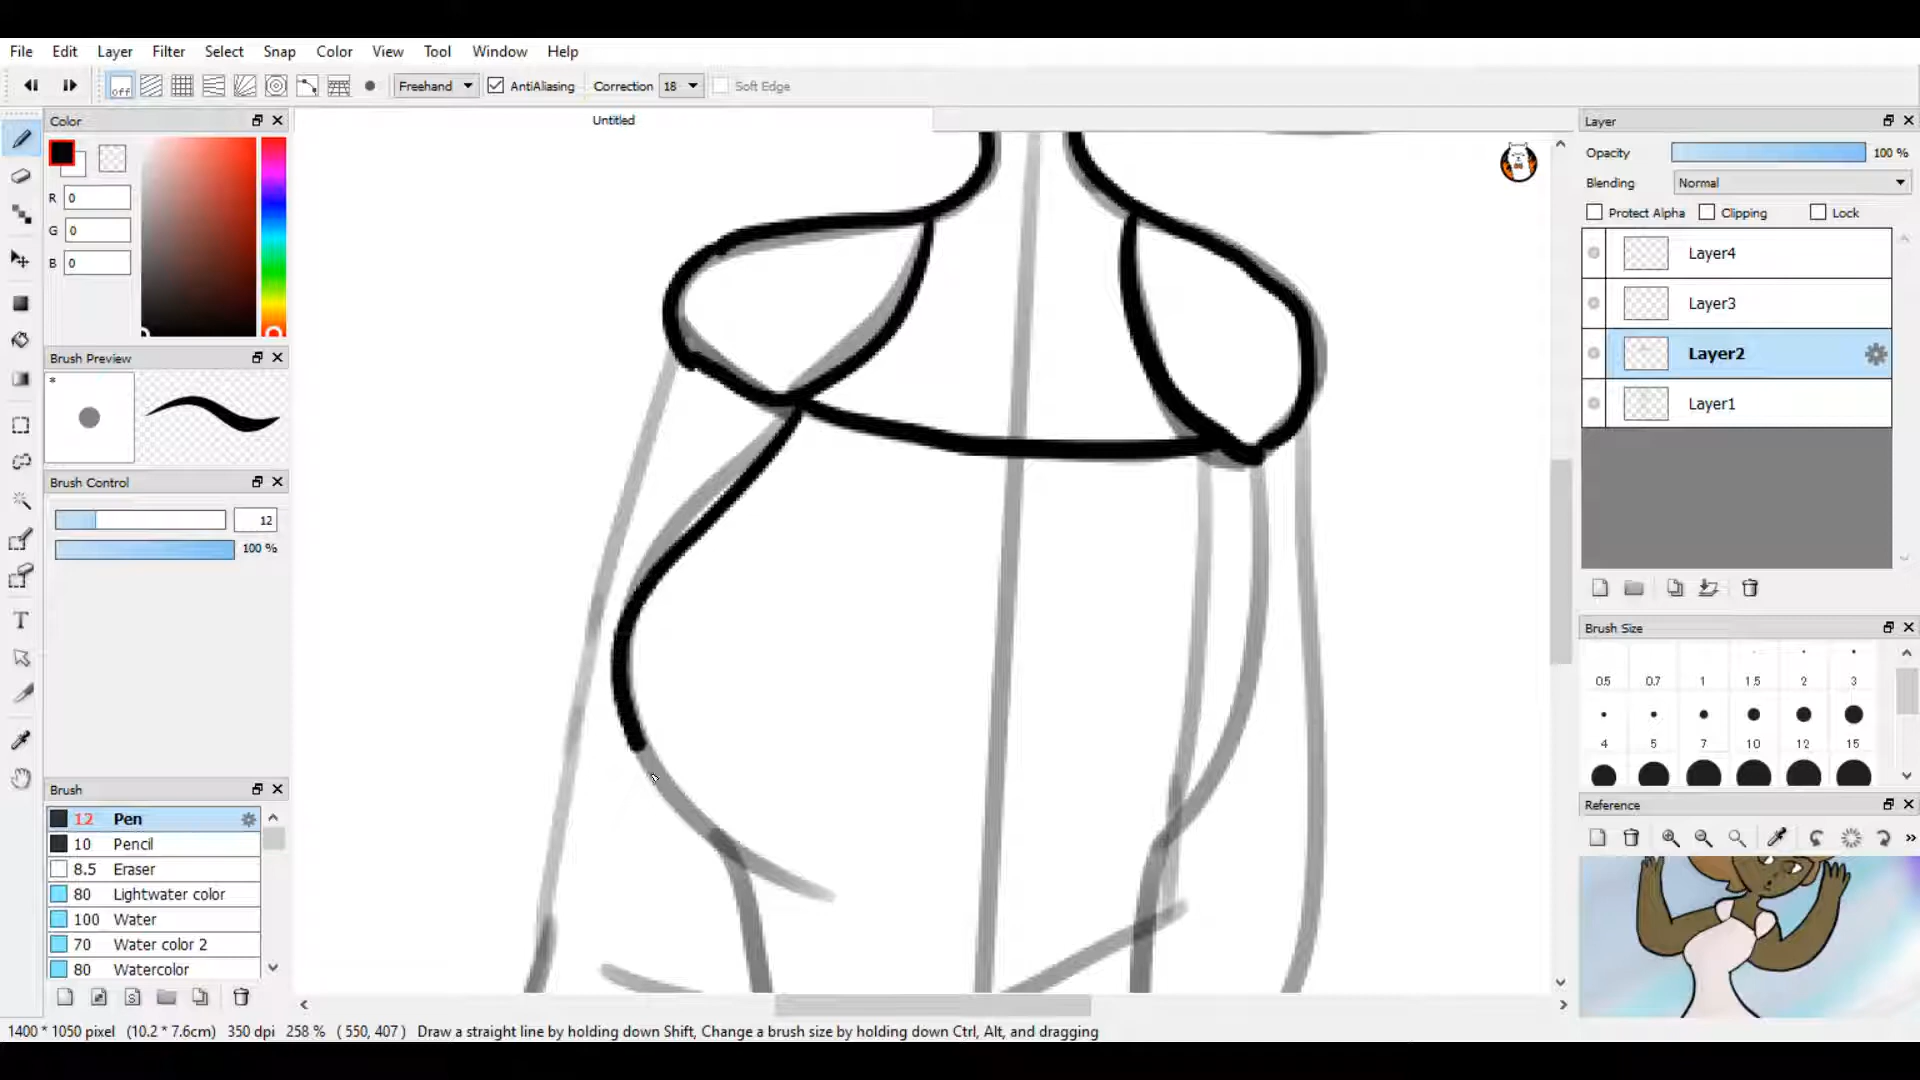 File Edit Layer Filter Select Snap Color View Tool Window Help
off Freehand AntiAliasing Correction 18 Soft Edge
Color
R 0
G 0
B 0
Brush Preview
*
Brush Control
12
100 %
Brush
12 Pen
10 Pencil
8.5 Eraser
80 Lightwater color
100 Water
70 Water color 2
80 Watercolor
Untitled
Layer
Opacity 100 %
Blending Normal
Protect Alpha Clipping Lock
Layer4
Layer3
Layer2
Layer1
Brush Size
0.5 0.7 1 1.5 2 3
4 5 7 10 12 15
Reference
1400 * 1050 pixel (10.2 * 7.6cm) 350 dpi 258 % ( 550, 407 ) Draw a straight line by holding down Shift, Change a brush size by holding down Ctrl, Alt, and dragging